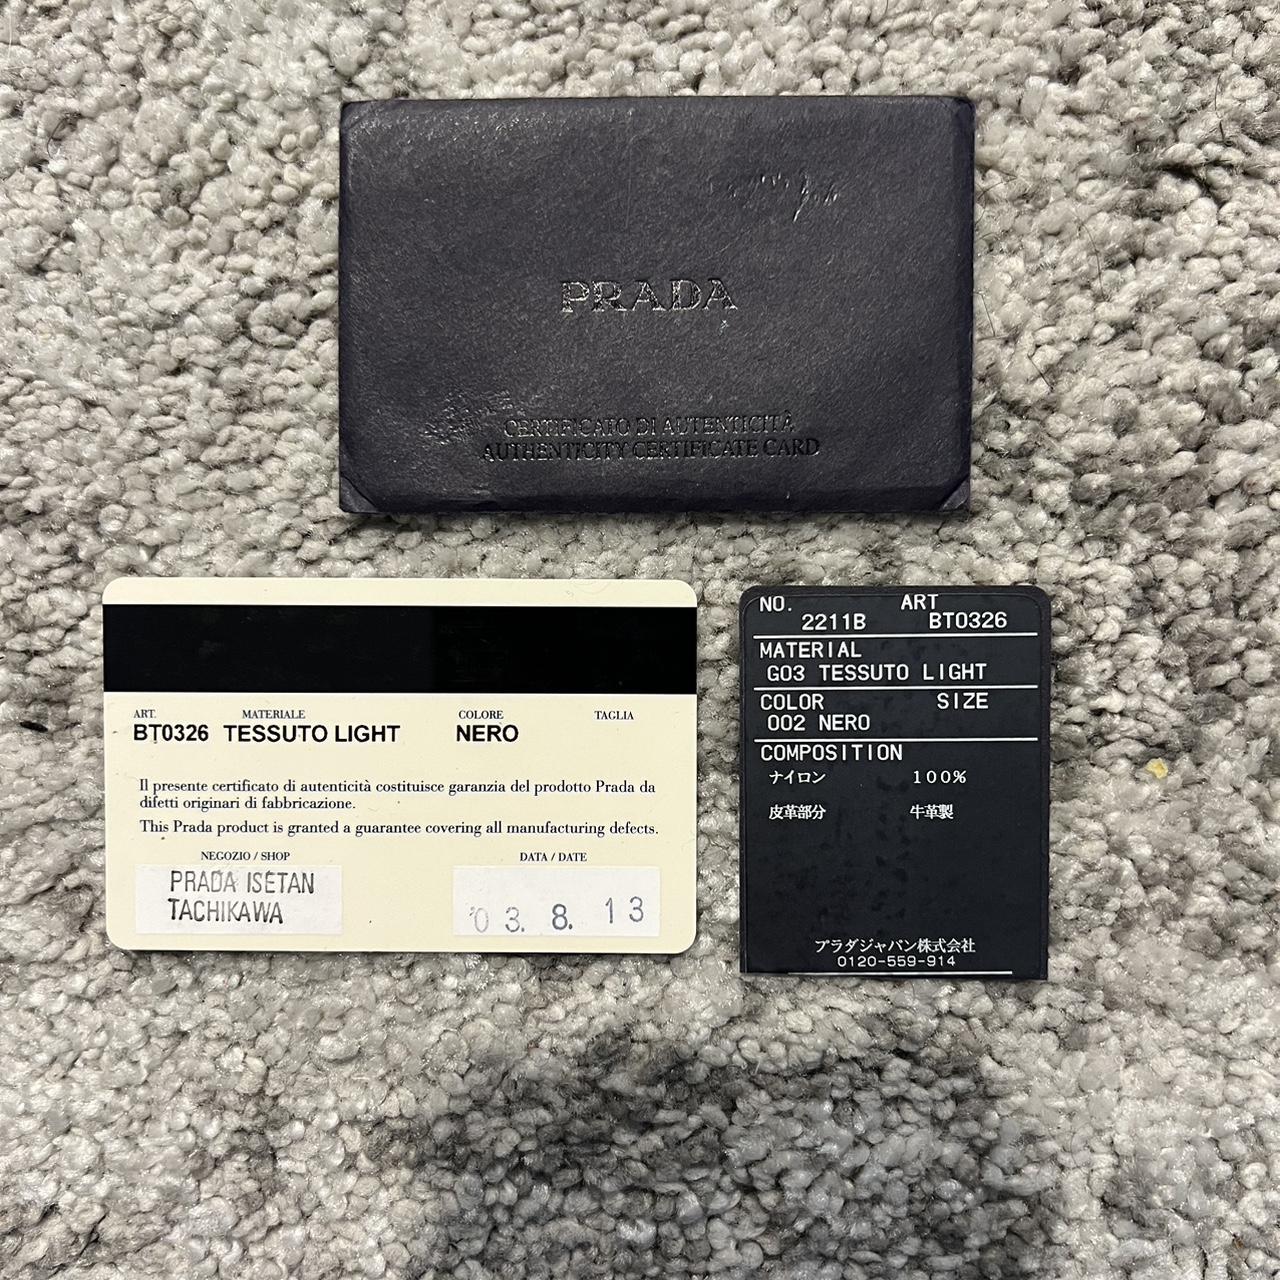 PRADA
CERTIFICATO DI AUTENTICITÀ
AUTHENTICITY CERTIFICATE CARD
ART. MATERIALE COLORE TAGLIA
BT0326 TESSUTO LIGHT NERO
Il presente certificato di autenticità costituisce garanzia del prodotto Prada da
difetti originari di fabbricazione.
This Prada product is granted a guarantee covering all manufacturing defects.
NEGOZIO / SHOP DATA / DATE
PRADA ISETAN
TACHIKAWA
'03. 8. 13
NO. ART
2211B BT0326
MATERIAL
G03 TESSUTO LIGHT
COLOR SIZE
002 NERO
COMPOSITION
ナイロン 100%
皮革部分 牛革製
プラダジャパン株式会社
0120-559-914